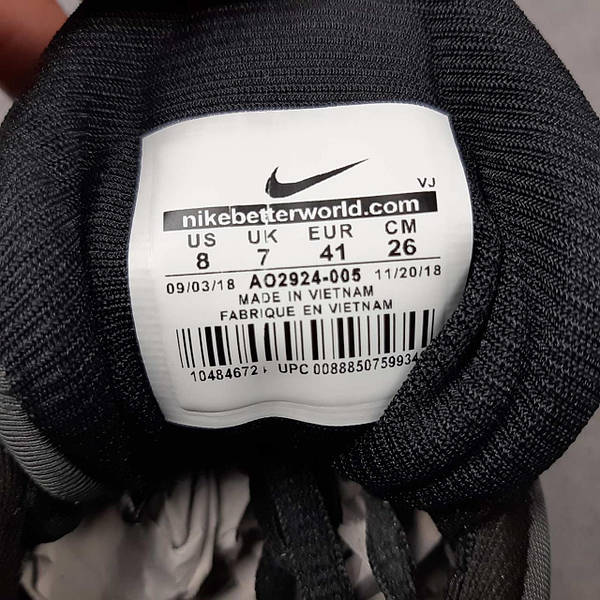 VJ
nikebetterworld.com
US UK EUR CM
8 7 41 26
09/03/18 AO2924-005 11/20/18
MADE IN VIETNAM
FABRIQUE EN VIETNAM
10484672 UPC 008885075993